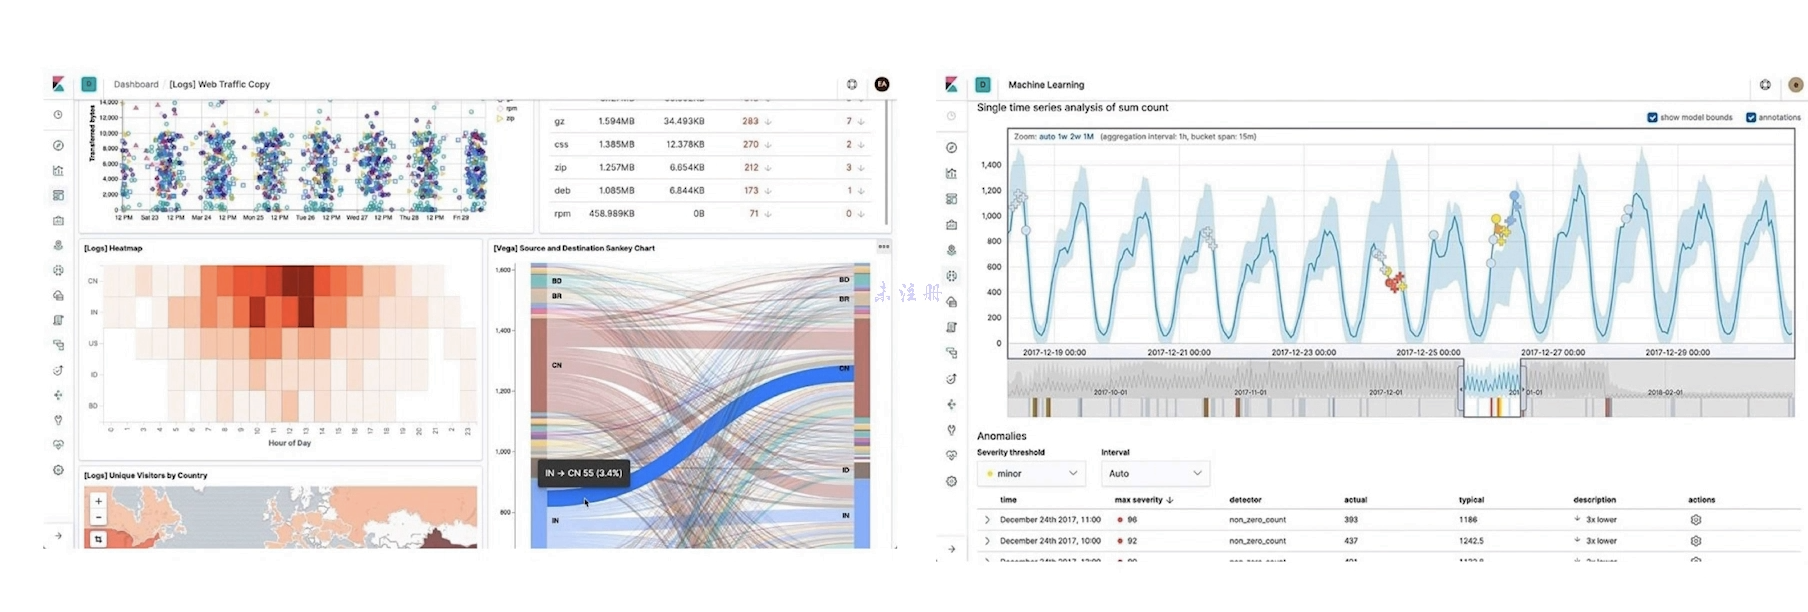 D Dashboard / [Logs] Web Traffic Copy EA
Transferred bytes
14,000
12,000
10,000
8,000
6,000
4,000
2,000
0
12 PM Sat 23 12 PM Mar 24 12 PM Mon 25 12 PM Tue 26 12 PM Wed 27 12 PM Thu 28 12 PM Fri 29
rpm
zip
gz 1.594MB 34.493KB 283 ↓ 7 ↓
css 1.385MB 12.378KB 270 ↓ 2 ↓
zip 1.257MB 6.654KB 212 ↓ 3 ↓
deb 1.085MB 6.844KB 173 ↓ 1 ↓
rpm 458.989KB 0B 71 ↓ 0 ↓
[Logs] Heatmap
CN
IN
US
ID
BD
0 1 3 4 5 6 7 8 9 10 11 12 13 14 15 16 17 18 19 20 21 2 23
Hour of Day
[Logs] Unique Visitors by Country
+
−
[Vega] Source and Destination Sankey Chart
1,600
1,400
1,200
1,000
800
BD
BR
CN
IN
BD
BR
CN
ID
IN
IN → CN 55 (3.4%)
未注册
D Machine Learning e
Single time series analysis of sum count
show model bounds annotations
Zoom: auto 1w 2w 1M (aggregation interval: 1h, bucket span: 15m)
1,400
1,200
1,000
800
600
400
200
0
2017-12-19 00:00 2017-12-21 00:00 2017-12-23 00:00 2017-12-25 00:00 2017-12-27 00:00 2017-12-29 00:00
2017-10-01 2017-11-01 2017-12-01 2018-02-01
Anomalies
Severity threshold Interval
minor Auto
time max severity ↓ detector actual typical description actions
December 24th 2017, 11:00 96 non_zero_count 393 1186 ↓ 3x lower
December 24th 2017, 10:00 92 non_zero_count 437 1242.5 ↓ 3x lower